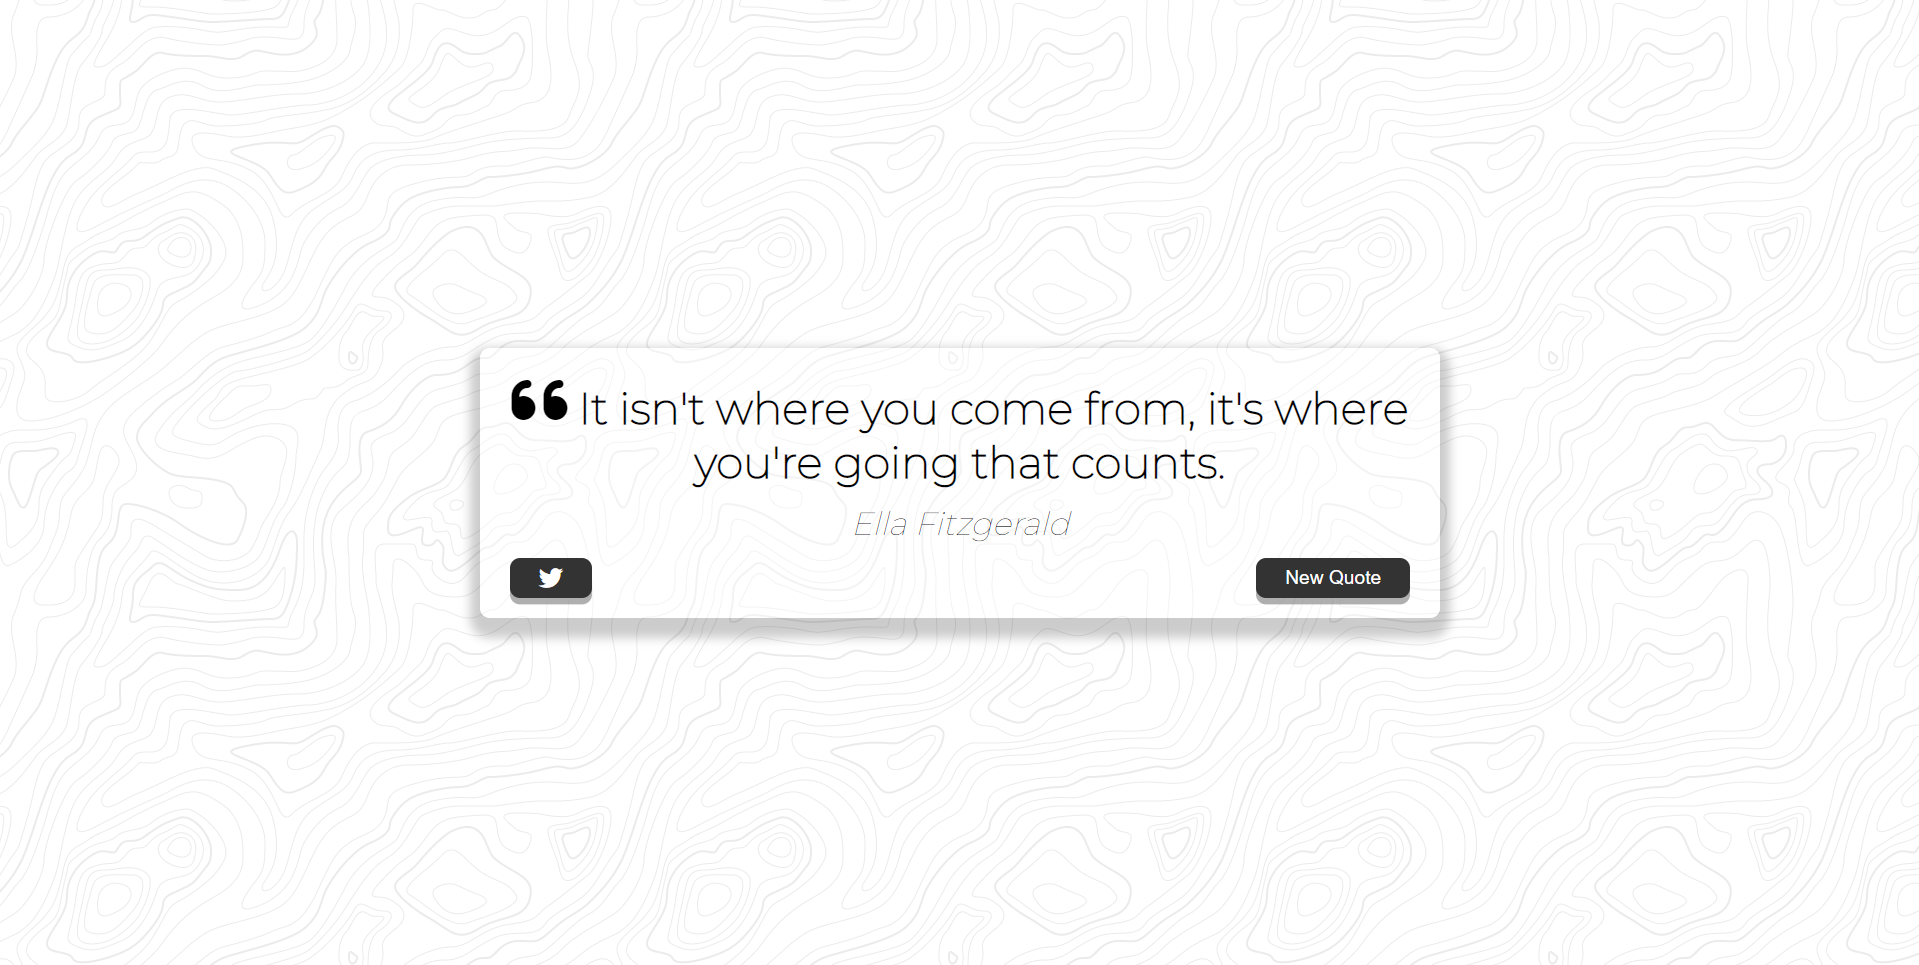 ❝ It isn't where you come from, it's where
you're going that counts.
Ella Fitzgerald
New Quote